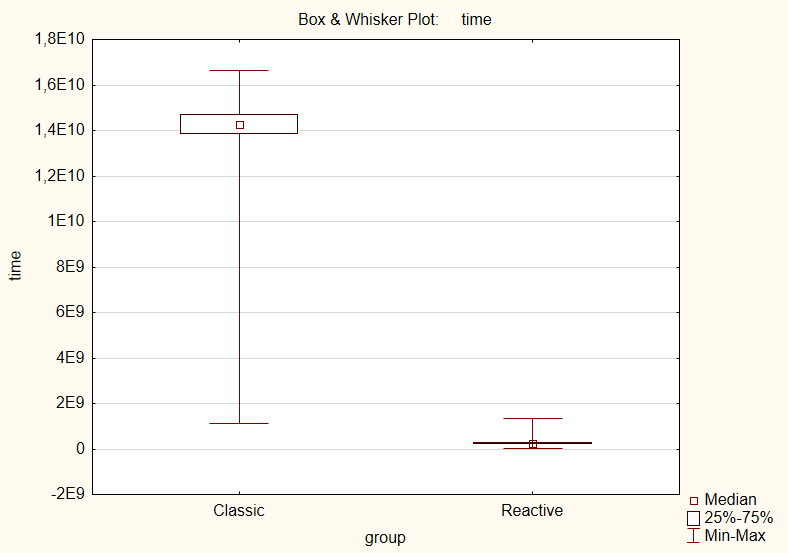 Box & Whisker Plot: time
1,8E10
1,6E10
1,4E10
1,2E10
1E10
8E9
6E9
4E9
2E9
0
-2E9
time
Classic
Reactive
group
Median
25%-75%
Min-Max